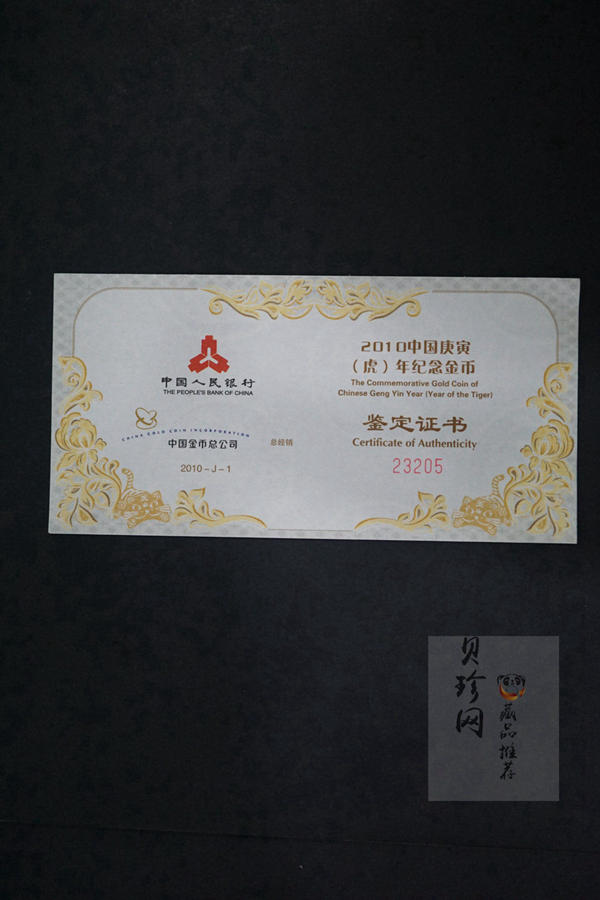 中国人民银行
THE PEOPLE'S BANK OF CHINA
CHINA GOLD COIN INCORPORATION
中国金币总公司 总经销
2010-J-1
2010中国庚寅
(虎)年纪念金币
The Commemorative Gold Coin of
Chinese Geng Yin Year (Year of the Tiger)
鉴定证书
Certificate of Authenticity
23205
贝珍网
藏品推荐